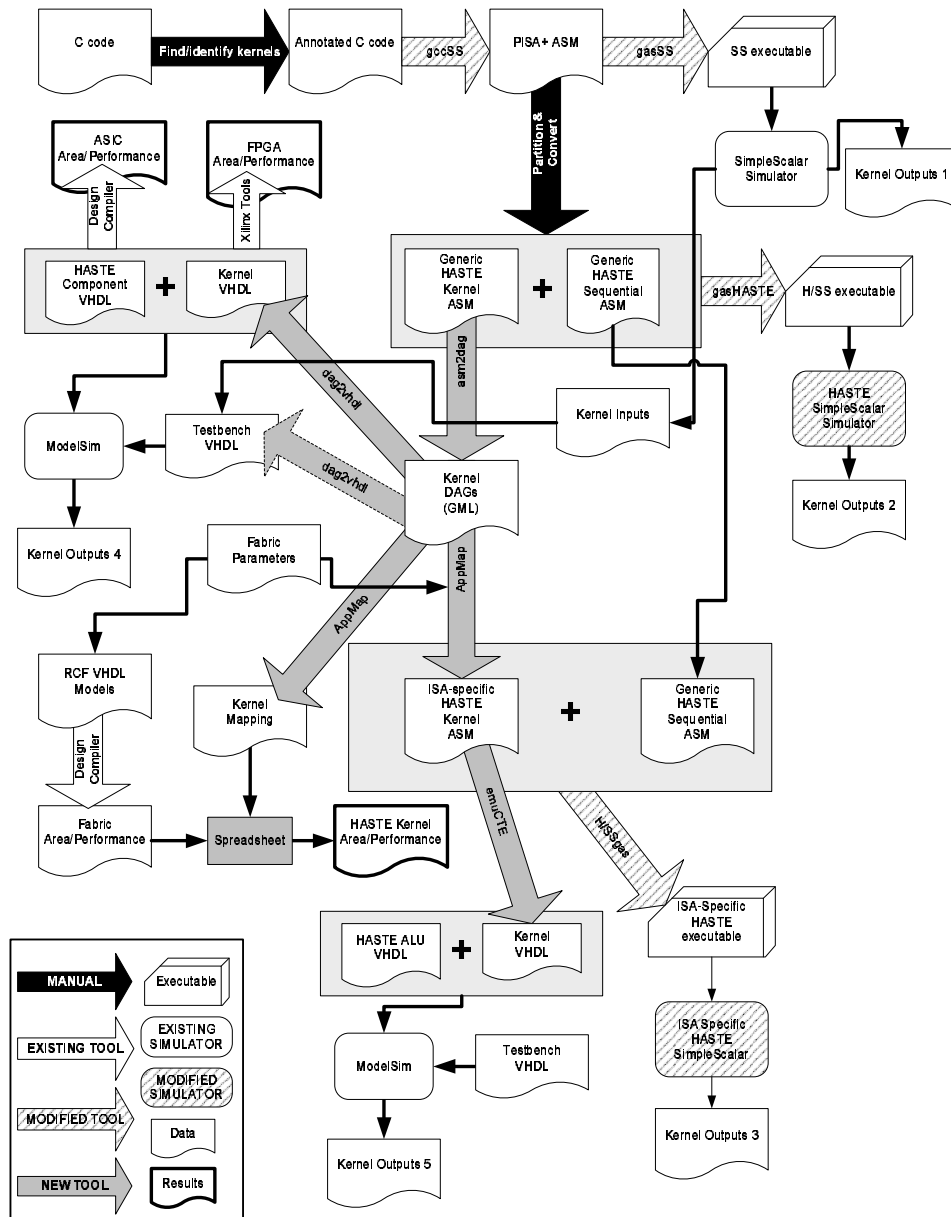 C code
Find/identify kernels
Annotated C code
gccSS
PISA+ ASM
gasSS
SS executable
Partition &
Convert
SimpleScalar
Simulator
Kernel Outputs 1
ASIC
Area/Performance
FPGA
Area/Performance
Design
Compiler
Xilinx Tools
HASTE
Component
VHDL
+
Kernel
VHDL
Generic
HASTE
Kernel
ASM
+
Generic
HASTE
Sequential
ASM
gasHASTE
H/SS executable
dag2vhdl
asm2dag
HASTE
SimpleScalar
Simulator
ModelSim
Testbench
VHDL
Kernel Inputs
dag2vhdl
Kernel
DAGs
(GML)
Kernel Outputs 2
Kernel Outputs 4
Fabric
Parameters
AppMap
AppMap
RCF VHDL
Models
Kernel
Mapping
ISA-specific
HASTE
Kernel
ASM
+
Generic
HASTE
Sequential
ASM
Design
Compiler
Fabric
Area/Performance
Spreadsheet
HASTE Kernel
Area/Performance
emuCTE
H/SSgas
HASTE ALU
VHDL
+
Kernel
VHDL
ISA-Specific
HASTE
executable
ISA Specific
HASTE
SimpleScalar
ModelSim
Testbench
VHDL
Kernel Outputs 5
Kernel Outputs 3
MANUAL
Executable
EXISTING TOOL
EXISTING
SIMULATOR
MODIFIED TOOL
MODIFIED
SIMULATOR
Data
NEW TOOL
Results